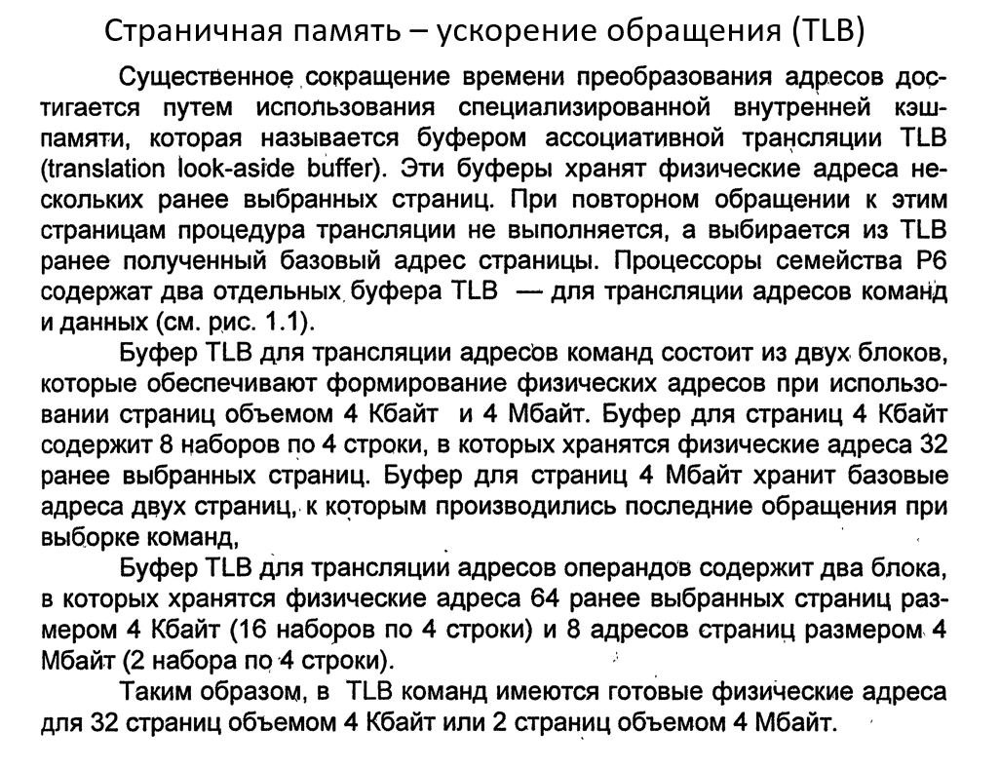 Страничная память – ускорение обращения (TLB)
Существенное сокращение времени преобразования адресов дос-
тигается путем использования специализированной внутренней кэш-
памяти, которая называется буфером ассоциативной трансляции TLB
(translation look-aside buffer). Эти буферы хранят физические адреса не-
скольких ранее выбранных страниц. При повторном обращении к этим
страницам процедура трансляции не выполняется, а выбирается из TLB
ранее полученный базовый адрес страницы. Процессоры семейства P6
содержат два отдельных буфера TLB — для трансляции адресов команд
и данных (см. рис. 1.1).
Буфер TLB для трансляции адресов команд состоит из двух блоков,
которые обеспечивают формирование физических адресов при использо-
вании страниц объемом 4 Кбайт и 4 Мбайт. Буфер для страниц 4 Кбайт
содержит 8 наборов по 4 строки, в которых хранятся физические адреса 32
ранее выбранных страниц. Буфер для страниц 4 Мбайт хранит базовые
адреса двух страниц, к которым производились последние обращения при
выборке команд,
Буфер TLB для трансляции адресов операндов содержит два блока,
в которых хранятся физические адреса 64 ранее выбранных страниц раз-
мером 4 Кбайт (16 наборов по 4 строки) и 8 адресов страниц размером 4
Мбайт (2 набора по 4 строки).
Таким образом, в TLB команд имеются готовые физические адреса
для 32 страниц объемом 4 Кбайт или 2 страниц объемом 4 Мбайт.